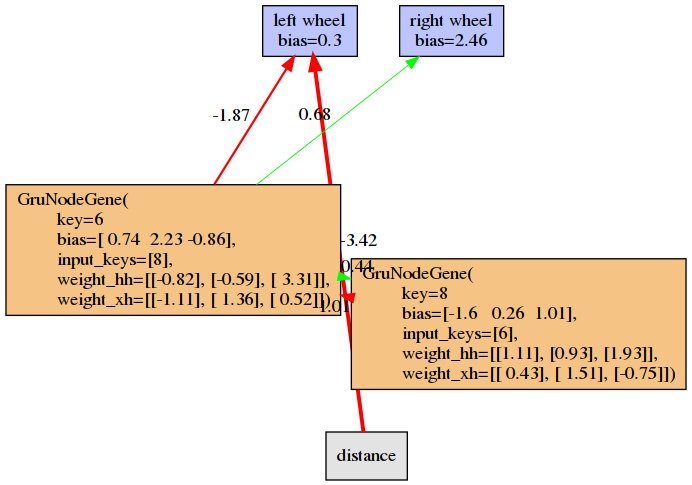 left wheel
bias=0.3
right wheel
bias=2.46
-1.87
0.68
GruNodeGene(
key=6
bias=[ 0.74  2.23 -0.86],
input_keys=[8],
weight_hh=[[-0.82], [-0.59], [ 3.31]],
weight_xh=[[-1.11], [ 1.36], [ 0.52]])
-3.42
0.44
GruNodeGene(
key=8
bias=[-1.6   0.26  1.01],
input_keys=[6],
weight_hh=[[1.11], [0.93], [1.93]],
weight_xh=[[ 0.43], [ 1.51], [-0.75]])
distance